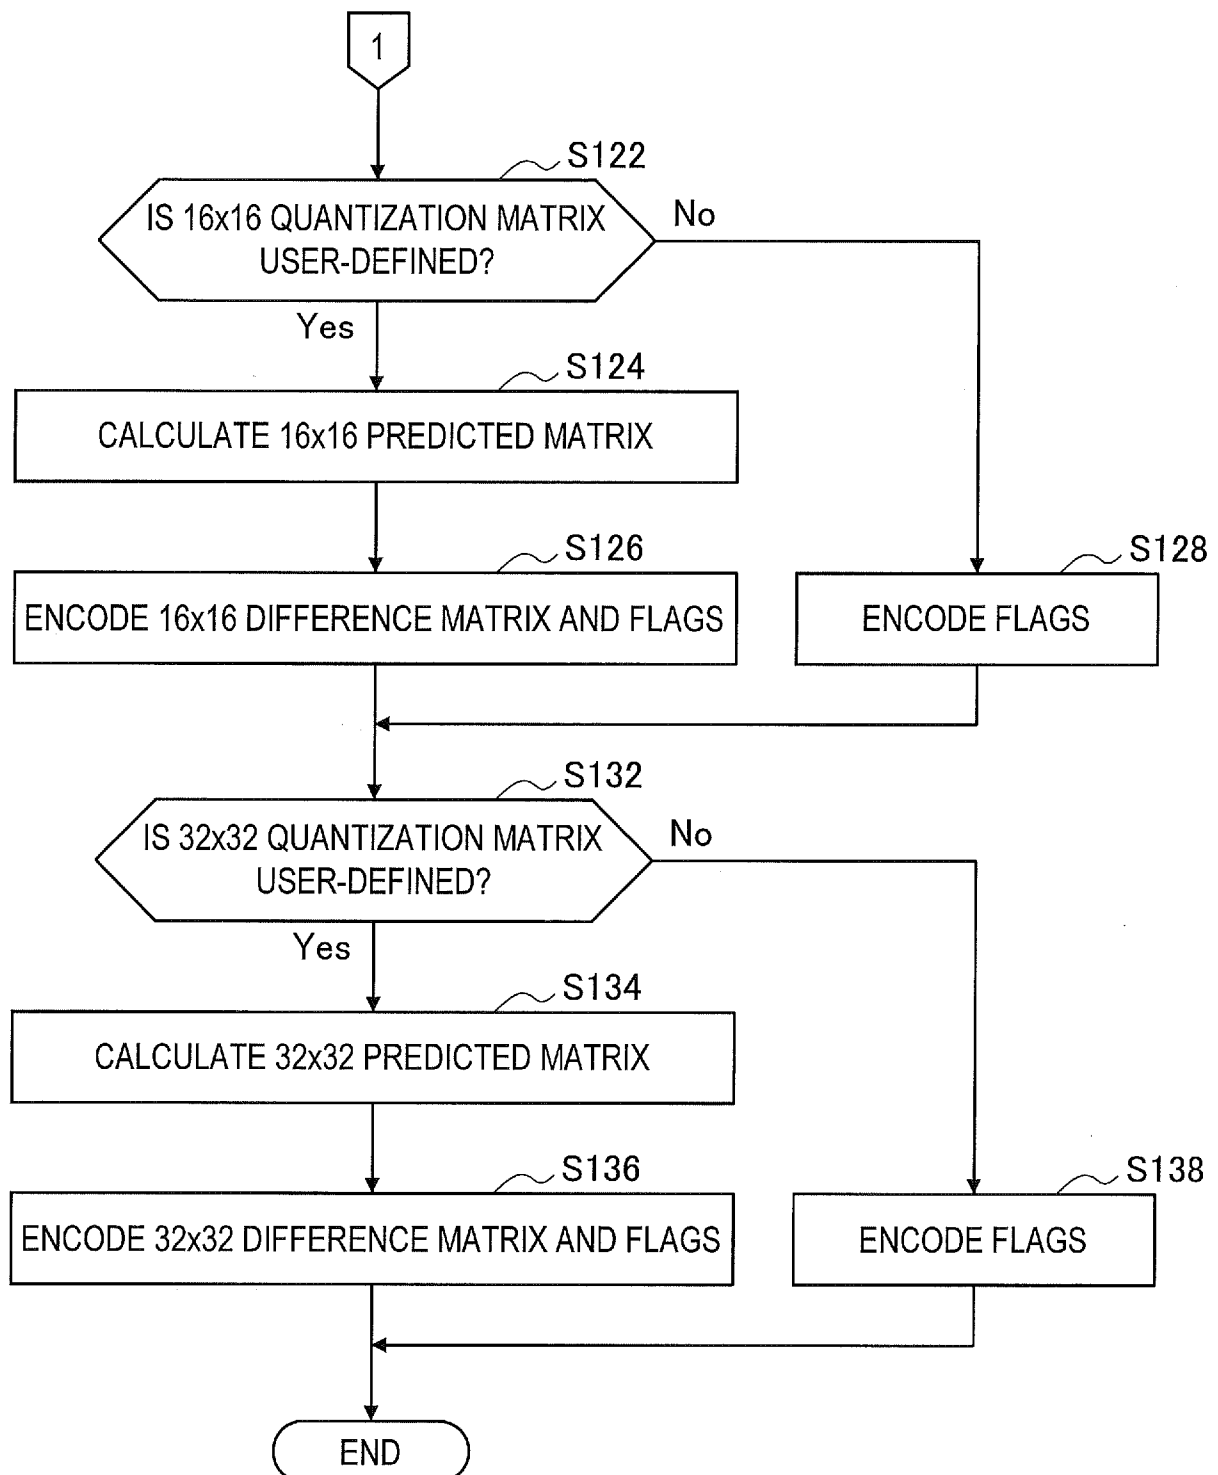 1
S122
IS 16x16 QUANTIZATION MATRIX
USER-DEFINED?
No
Yes
S124
CALCULATE 16x16 PREDICTED MATRIX
S126
ENCODE 16x16 DIFFERENCE MATRIX AND FLAGS
S128
ENCODE FLAGS
S132
IS 32x32 QUANTIZATION MATRIX
USER-DEFINED?
No
Yes
S134
CALCULATE 32x32 PREDICTED MATRIX
S136
ENCODE 32x32 DIFFERENCE MATRIX AND FLAGS
S138
ENCODE FLAGS
END